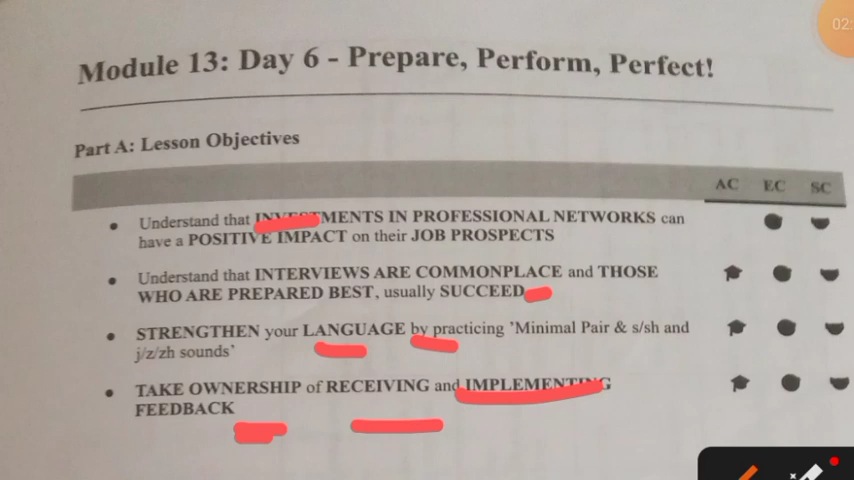 02:
Module 13: Day 6 - Prepare, Perform, Perfect!
Part A: Lesson Objectives
AC EC SC
• Understand that INVESTMENTS IN PROFESSIONAL NETWORKS can
have a POSITIVE IMPACT on their JOB PROSPECTS
• Understand that INTERVIEWS ARE COMMONPLACE and THOSE
WHO ARE PREPARED BEST, usually SUCCEED
• STRENGTHEN your LANGUAGE by practicing 'Minimal Pair & s/sh and
j/z/zh sounds'
• TAKE OWNERSHIP of RECEIVING and IMPLEMENTING
FEEDBACK